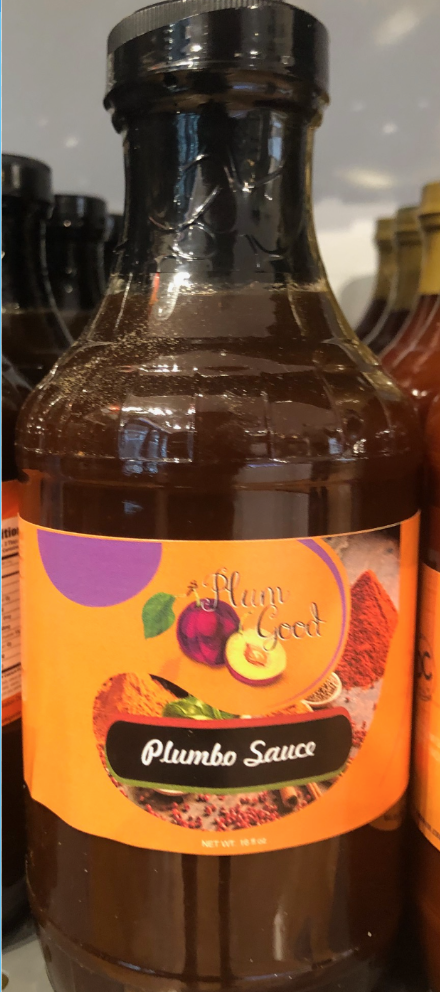 Plum
Good
Plumbo Sauce
NET WT. 16 fl oz